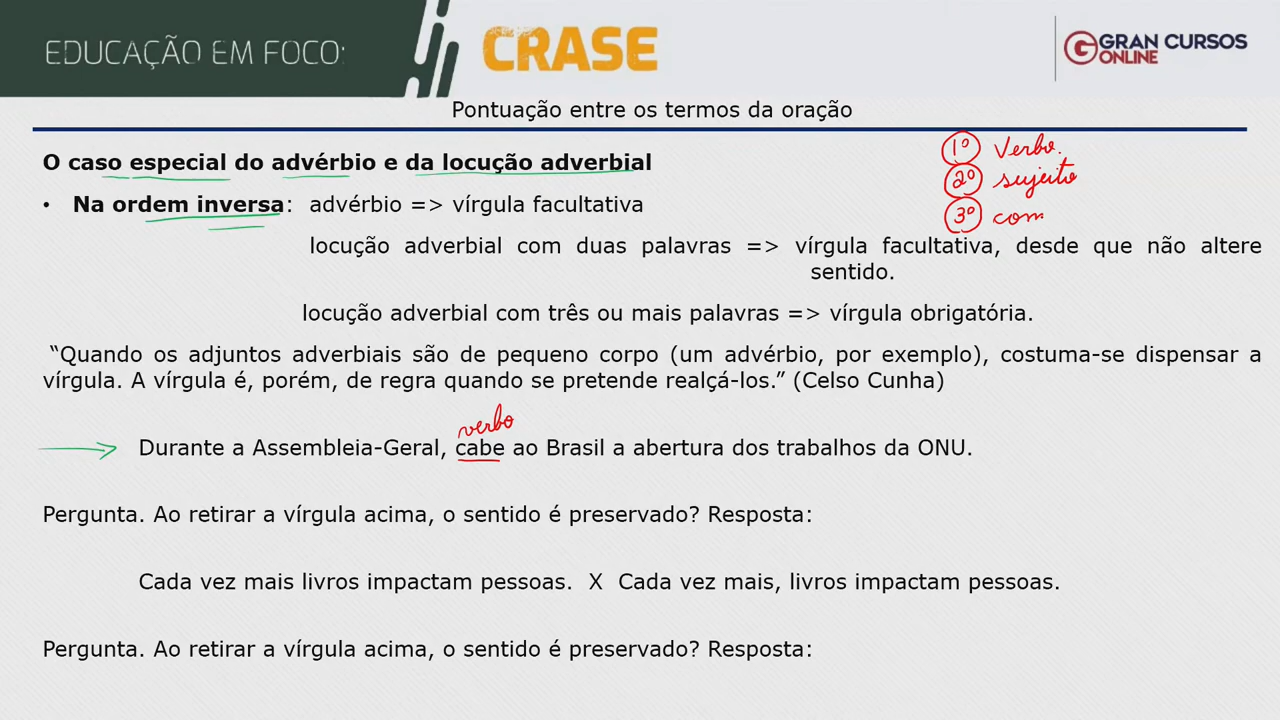 EDUCAÇÃO EM FOCO:
CRASE
GRAN CURSOS
ONLINE
Pontuação entre os termos da oração
1º Verbo.
O caso especial do advérbio e da locução adverbial
2º sujeito
• Na ordem inversa: advérbio => vírgula facultativa
3º com
locução adverbial com duas palavras => vírgula facultativa, desde que não altere
sentido.
locução adverbial com três ou mais palavras => vírgula obrigatória.
“Quando os adjuntos adverbiais são de pequeno corpo (um advérbio, por exemplo), costuma-se dispensar a
vírgula. A vírgula é, porém, de regra quando se pretende realçá-los.” (Celso Cunha)
verbo
Durante a Assembleia-Geral, cabe ao Brasil a abertura dos trabalhos da ONU.
Pergunta. Ao retirar a vírgula acima, o sentido é preservado? Resposta:
Cada vez mais livros impactam pessoas. X Cada vez mais, livros impactam pessoas.
Pergunta. Ao retirar a vírgula acima, o sentido é preservado? Resposta: